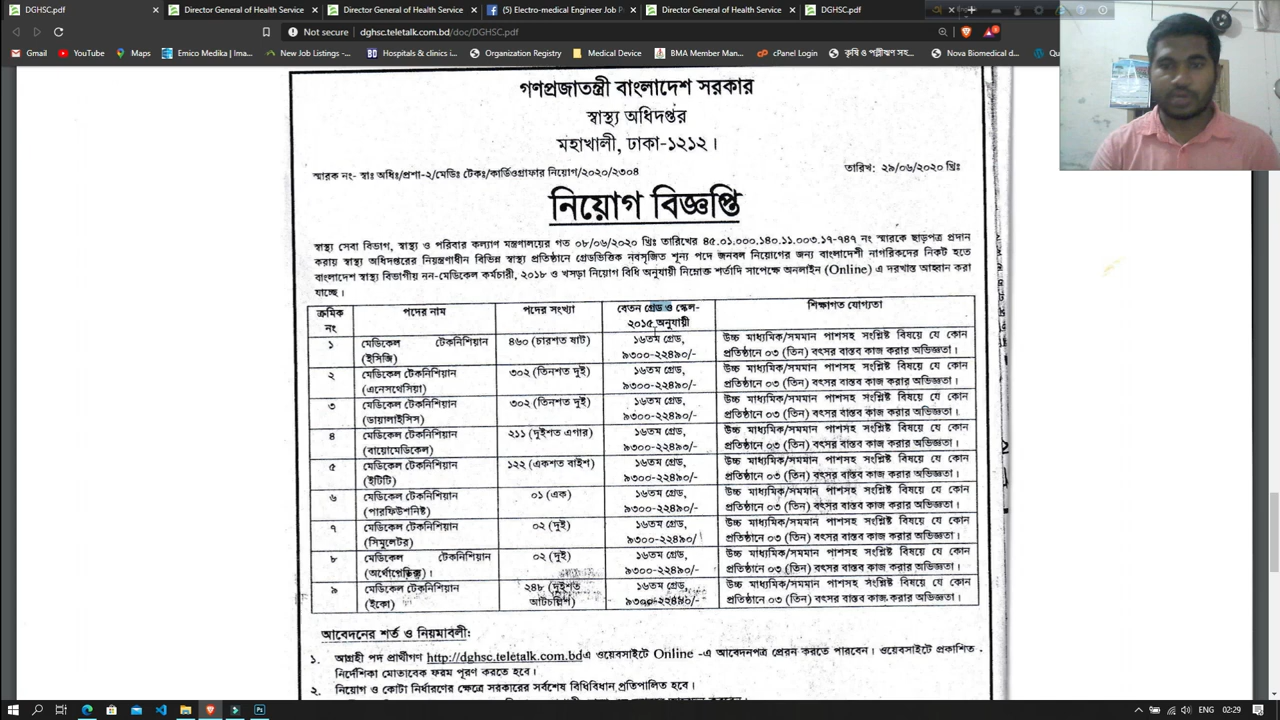 DGHSC.pdf
Director General of Health Service
Director General of Health Service
(5) Electro-medical Engineer Job P
Director General of Health Service
DGHSC.pdf
Not secure
dghsc.teletalk.com.bd/doc/DGHSC.pdf
Gmail
YouTube
Maps
Emico Medika | Ima...
New Job Listings -...
Hospitals & clinics i...
Organization Registry
Medical Device
BMA Member Man...
cPanel Login
কৃষি ও পল্লীঋণ সহ...
Nova Biomedical d...
গণপ্রজাতন্ত্রী বাংলাদেশ সরকার
স্বাস্থ্য অধিদপ্তর
মহাখালী, ঢাকা-১২১২।
স্মারক নং- স্বাঃ অধিঃ/প্রশা-২/মেডিঃ টেকঃ/কার্ডিওগ্রাফার নিয়োগ/২০২০/২৩০৪
তারিখ: ২৯/০৬/২০২০ খ্রিঃ
নিয়োগ বিজ্ঞপ্তি
স্বাস্থ্য সেবা বিভাগ, স্বাস্থ্য ও পরিবার কল্যাণ মন্ত্রণালয়ের গত ০৮/০৬/২০২০ খ্রিঃ তারিখের ৪৫.০১.০০০.১৪০.১১.০০৩.১৭-৭৪৭ নং স্মারকে ছাড়পত্র প্রদান
করায় স্বাস্থ্য অধিদপ্তরের নিয়ন্ত্রণাধীন বিভিন্ন স্বাস্থ্য প্রতিষ্ঠানে গ্রেডভিত্তিক নবসৃজিত শূন্য পদে জনবল নিয়োগের জন্য বাংলাদেশী নাগরিকদের নিকট হতে
বাংলাদেশ স্বাস্থ্য বিভাগীয় নন-মেডিকেল কর্মচারী, ২০১৮ ও খসড়া নিয়োগ বিধি অনুযায়ী নিম্নোক্ত শর্তাদি সাপেক্ষে অনলাইন (Online) এ দরখাস্ত আহ্বান করা
যাচ্ছে।
ক্রমিক নং পদের নাম পদের সংখ্যা বেতন গ্রেড ও স্কেল- শিক্ষাগত যোগ্যতা
২০১৫ অনুযায়ী
১ মেডিকেল টেকনিশিয়ান ৪৬০ (চারশত ষাট) ১৬তম গ্রেড, উচ্চ মাধ্যমিক/সমমান পাশসহ সংশ্লিষ্ট বিষয়ে যে কোন
(ইসিজি) ৯৩০০-২২৪৯০/- প্রতিষ্ঠানে ০৩ (তিন) বৎসর বাস্তব কাজ করার অভিজ্ঞতা।
২ মেডিকেল টেকনিশিয়ান ৩০২ (তিনশত দুই) ১৬তম গ্রেড, উচ্চ মাধ্যমিক/সমমান পাশসহ সংশ্লিষ্ট বিষয়ে যে কোন
(এনেসথেসিয়া) ৯৩০০-২২৪৯০/- প্রতিষ্ঠানে ০৩ (তিন) বৎসর বাস্তব কাজ করার অভিজ্ঞতা।
৩ মেডিকেল টেকনিশিয়ান ৩০২ (তিনশত দুই) ১৬তম গ্রেড, উচ্চ মাধ্যমিক/সমমান পাশসহ সংশ্লিষ্ট বিষয়ে যে কোন
(ডায়ালাইসিস) ৯৩০০-২২৪৯০/- প্রতিষ্ঠানে ০৩ (তিন) বৎসর বাস্তব কাজ করার অভিজ্ঞতা।
৪ মেডিকেল টেকনিশিয়ান ২১১ (দুইশত এগার) ১৬তম গ্রেড, উচ্চ মাধ্যমিক/সমমান পাশসহ সংশ্লিষ্ট বিষয়ে যে কোন
(বায়োমেডিকেল) ৯৩০০-২২৪৯০/- প্রতিষ্ঠানে ০৩ (তিন) বৎসর বাস্তব কাজ করার অভিজ্ঞতা।
৫ মেডিকেল টেকনিশিয়ান ১২২ (একশত বাইশ) ১৬তম গ্রেড, উচ্চ মাধ্যমিক/সমমান পাশসহ সংশ্লিষ্ট বিষয়ে যে কোন
(ইটিটি) ৯৩০০-২২৪৯০/- প্রতিষ্ঠানে ০৩ (তিন) বৎসর বাস্তব কাজ করার অভিজ্ঞতা।
৬ মেডিকেল টেকনিশিয়ান ০১ (এক) ১৬তম গ্রেড, উচ্চ মাধ্যমিক/সমমান পাশসহ সংশ্লিষ্ট বিষয়ে যে কোন
(পারফিউশনিষ্ট) ৯৩০০-২২৪৯০/- প্রতিষ্ঠানে ০৩ (তিন) বৎসর বাস্তব কাজ করার অভিজ্ঞতা।
৭ মেডিকেল টেকনিশিয়ান ০২ (দুই) ১৬তম গ্রেড, উচ্চ মাধ্যমিক/সমমান পাশসহ সংশ্লিষ্ট বিষয়ে যে কোন
(সিমুলেটর) ৯৩০০-২২৪৯০/ প্রতিষ্ঠানে ০৩ (তিন) বৎসর বাস্তব কাজ করার অভিজ্ঞতা।
৮ মেডিকেল টেকনিশিয়ান ০২ (দুই) ১৬তম গ্রেড, উচ্চ মাধ্যমিক/সমমান পাশসহ সংশ্লিষ্ট বিষয়ে যে কোন
(অর্থোপেডিক্স)। ৯৩০০-২২৪৯০/- প্রতিষ্ঠানে ০৩ (তিন) বৎসর বাস্তব কাজ করার অভিজ্ঞতা।
৯ মেডিকেল টেকনিশিয়ান ২৪৮ (দুইশত ১৬তম গ্রেড, উচ্চ মাধ্যমিক/সমমান পাশসহ সংশ্লিষ্ট বিষয়ে যে কোন
(ইকো) আটচল্লিশ) ৯৩০০-২২৪৯০/- প্রতিষ্ঠানে ০৩ (তিন) বৎসর বাস্তব কাজ করার অভিজ্ঞতা।
আবেদনের শর্ত ও নিয়মাবলী:
১. আগ্রহী পদ প্রার্থীগণ http://dghsc.teletalk.com.bd এ ওয়েবসাইটে Online -এ আবেদনপত্র প্রেরন করতে পারবেন। ওয়েবসাইটে প্রকাশিত
নির্দেশিকা মোতাবেক ফরম পূরণ করতে হবে।
২. নিয়োগ ও কোটা নির্ধারণের ক্ষেত্রে সরকারের সর্বশেষ বিধিবিধান প্রতিপালিত হবে।
ENG
02:29